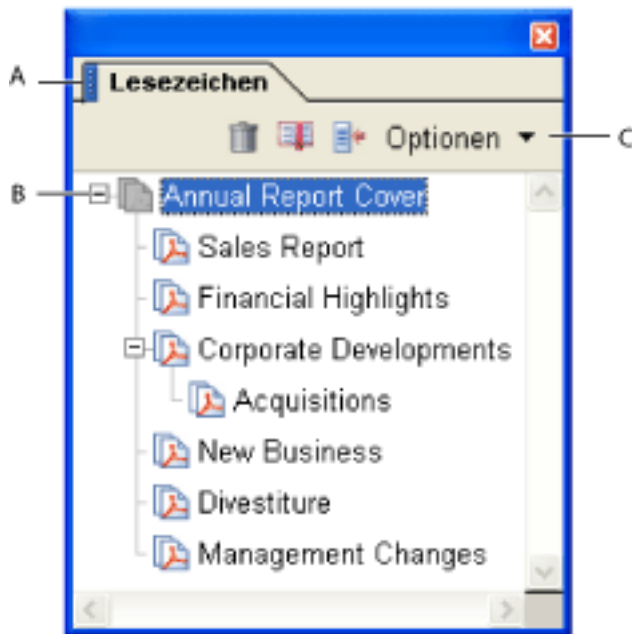 A
Lesezeichen
Optionen
C
B
Annual Report Cover
Sales Report
Financial Highlights
Corporate Developments
Acquisitions
New Business
Divestiture
Management Changes